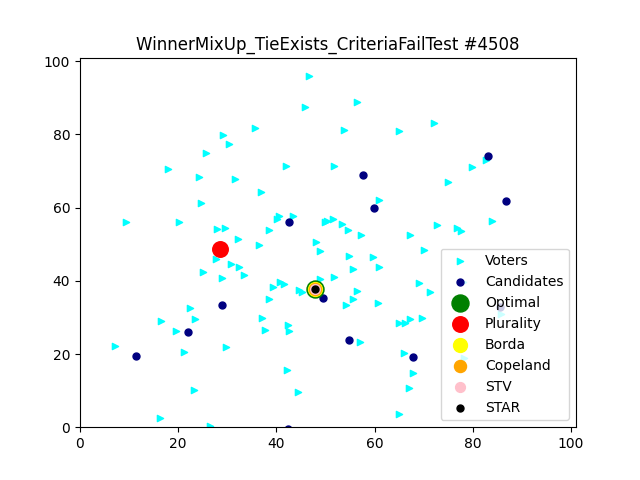 WinnerMixUp_TieExists_CriteriaFailTest #4508
100
80
60
40
20
0
0
20
40
60
80
100
Voters
Candidates
Optimal
Plurality
Borda
Copeland
STV
STAR